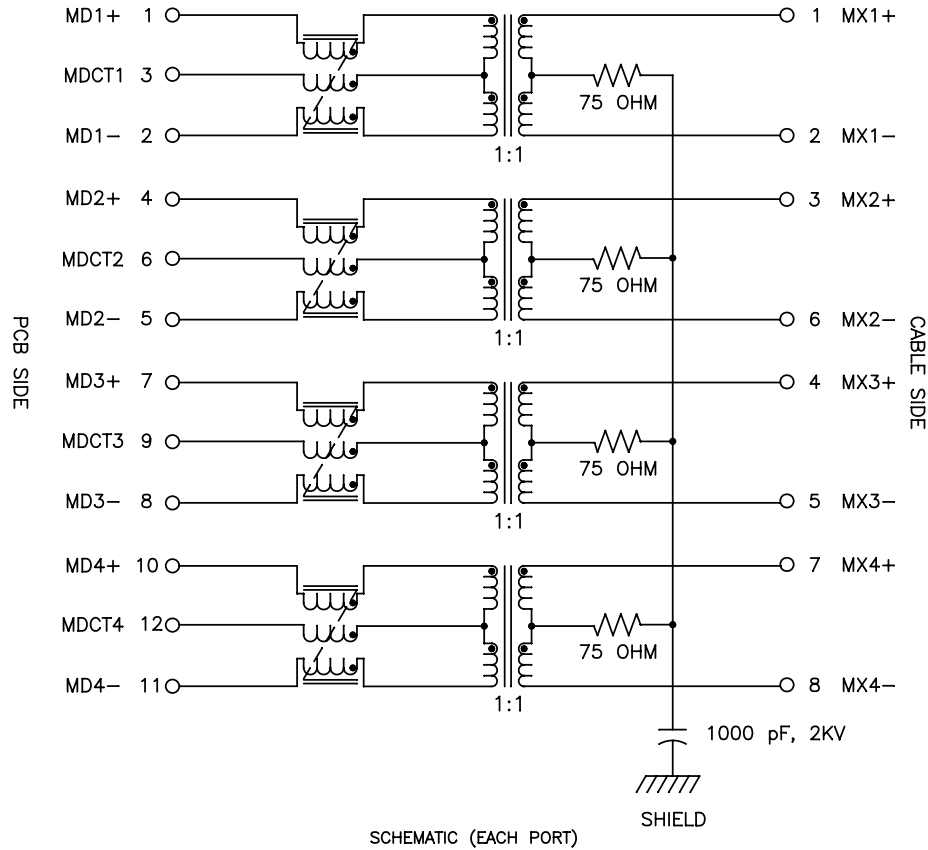 MD1+ 1
1 MX1+
MDCT1 3
75 OHM
MD1- 2
2 MX1-
1:1
MD2+ 4
3 MX2+
MDCT2 6
75 OHM
MD2- 5
6 MX2-
1:1
PCB SIDE
CABLE SIDE
MD3+ 7
4 MX3+
MDCT3 9
75 OHM
MD3- 8
5 MX3-
1:1
MD4+ 10
7 MX4+
MDCT4 12
75 OHM
MD4- 11
8 MX4-
1:1
1000 pF, 2KV
SHIELD
SCHEMATIC (EACH PORT)